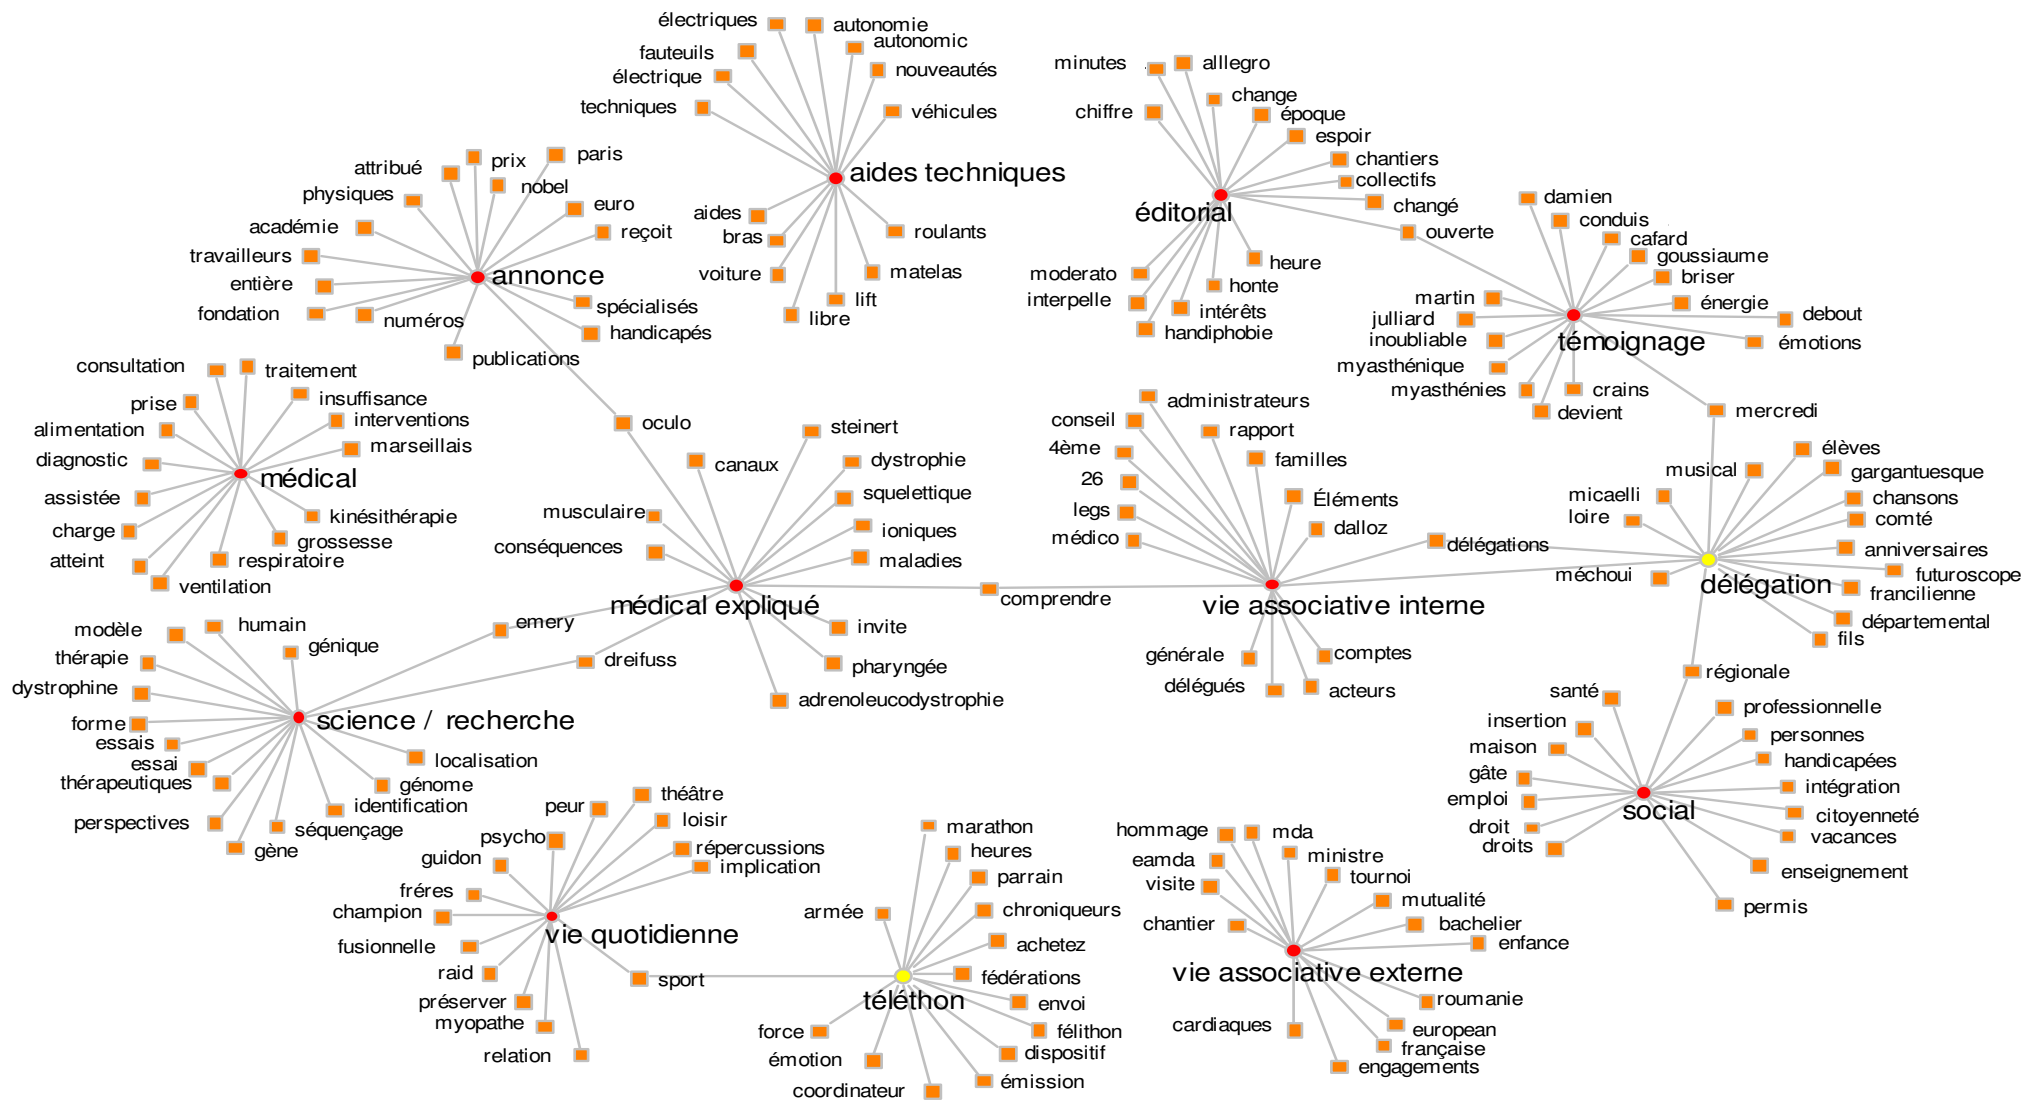 électriques
autonomie
fauteuils
autonomic
électrique
nouveautés
techniques
véhicules
aides techniques
aides
bras
roulants
voiture
matelas
lift
libre
minutes
alllegro
chiffre
change
époque
espoir
chantiers
collectifs
changé
éditorial
ouverte
moderato
heure
interpelle
honte
intérêts
handiphobie
attribué
prix
paris
physiques
nobel
académie
euro
travailleurs
reçoit
entière
annonce
fondation
spécialisés
numéros
handicapés
publications
damien
conduis
cafard
goussiaume
martin
briser
julliard
énergie
debout
inoubliable
témoignage
émotions
myasthénique
myasthénies
crains
devient
mercredi
consultation
traitement
prise
insuffisance
alimentation
interventions
diagnostic
marseillais
médical
assistée
charge
kinésithérapie
grossesse
atteint
respiratoire
ventilation
oculo
steinert
canaux
dystrophie
squelettique
musculaire
ioniques
conséquences
maladies
médical expliqué
comprendre
emery
invite
dreifuss
pharyngée
adrenoleucodystrophie
administrateurs
conseil
rapport
4ème
familles
26
Éléments
legs
dalloz
médico
délégations
vie associative interne
générale
comptes
délégués
acteurs
élèves
musical
gargantuesque
micaelli
chansons
loire
comté
anniversaires
méchoui
futuroscope
délégation
francilienne
départemental
fils
régionale
modèle
humain
thérapie
génique
dystrophine
forme
science / recherche
essais
essai
localisation
thérapeutiques
génome
perspectives
identification
séquençage
gène
santé
professionnelle
insertion
personnes
maison
handicapées
gâte
intégration
emploi
social
citoyenneté
droit
vacances
droits
enseignement
permis
peur
théâtre
psycho
loisir
guidon
répercussions
implication
fréres
champion
vie quotidienne
fusionnelle
raid
sport
préserver
myopathe
relation
marathon
heures
parrain
armée
chroniqueurs
achetez
fédérations
téléthon
envoi
force
félithon
émotion
dispositif
coordinateur
émission
hommage
mda
eamda
ministre
visite
tournoi
mutualité
chantier
bachelier
enfance
vie associative externe
roumanie
cardiaques
european
française
engagements